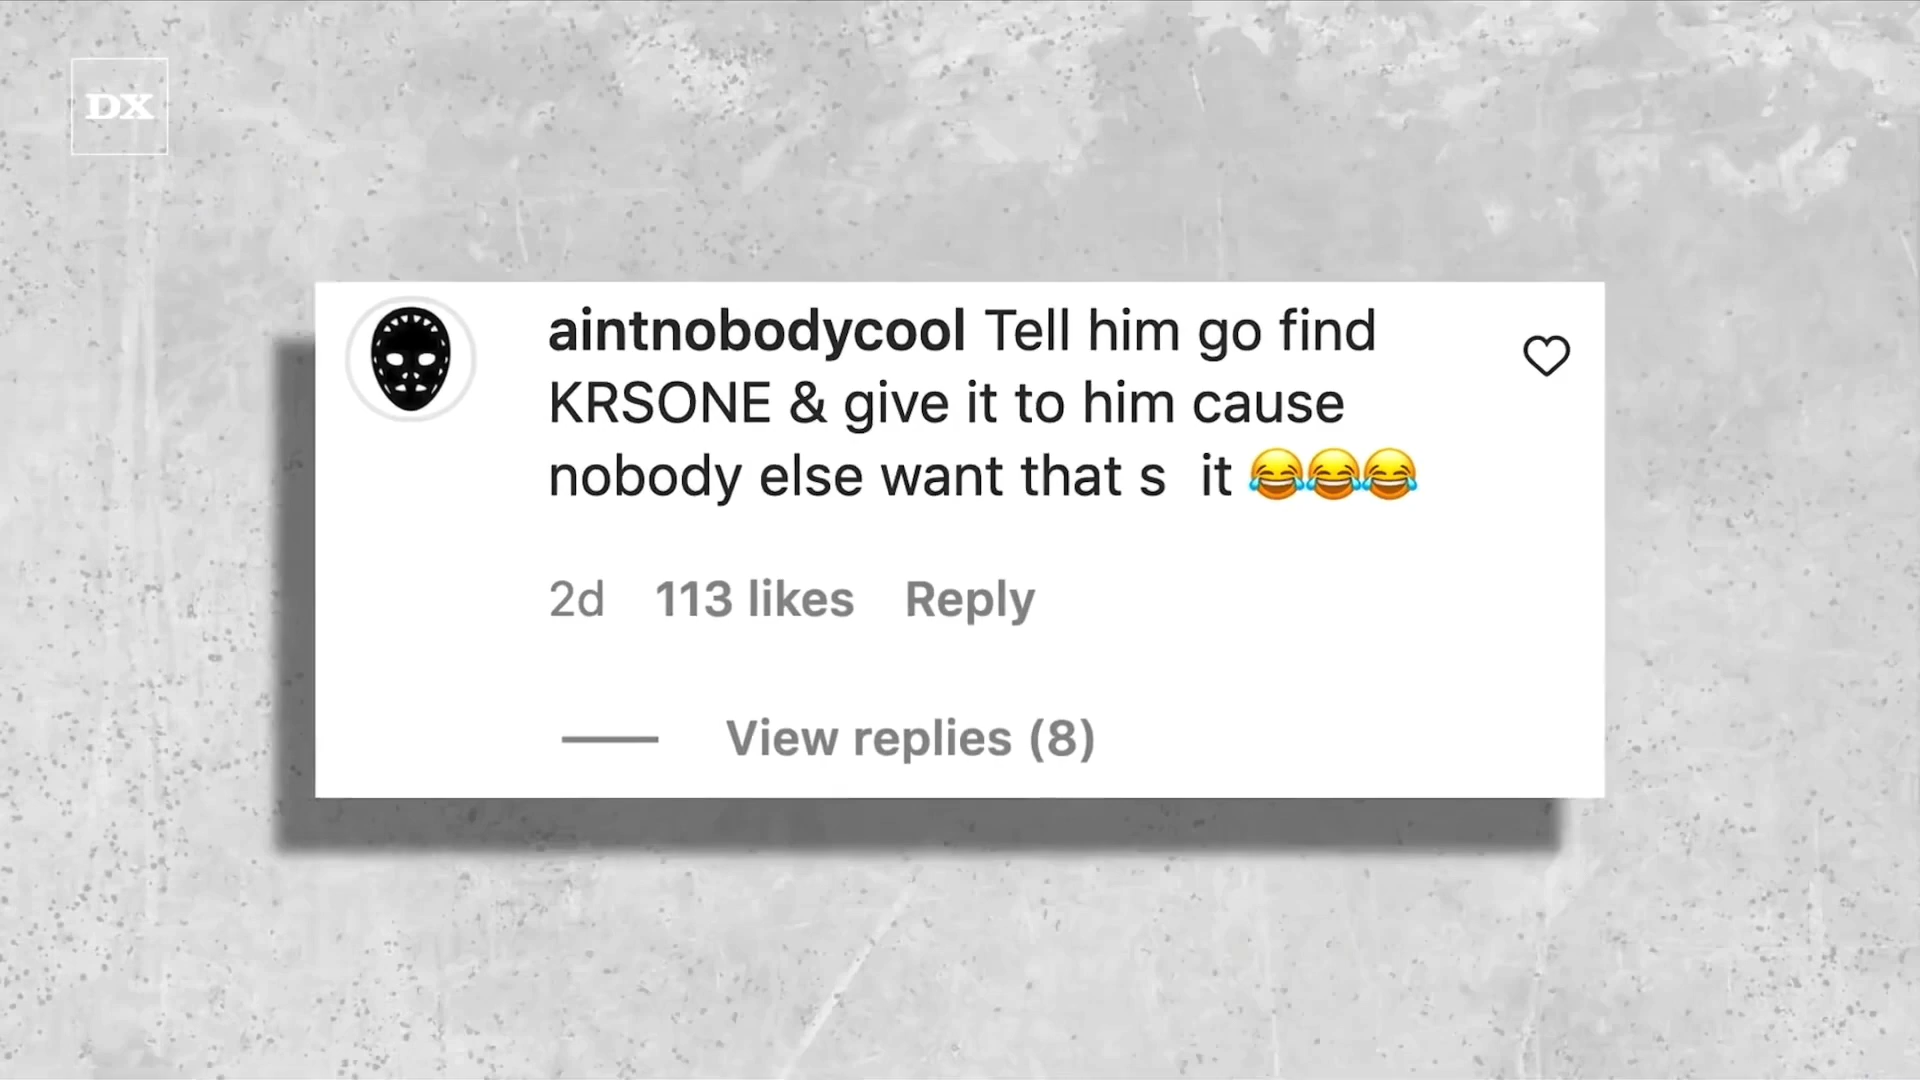 DX
aintnobodycool Tell him go find
KRSONE & give it to him cause
nobody else want that s it 😂😂😂
2d 113 likes Reply
View replies (8)